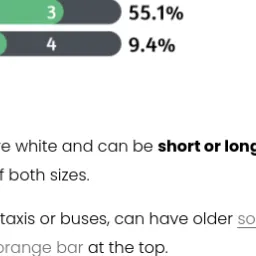 3 55.1%
4 9.4%
white and can be short or long
both sizes.
taxis or buses, can have older so
orange bar at the top.